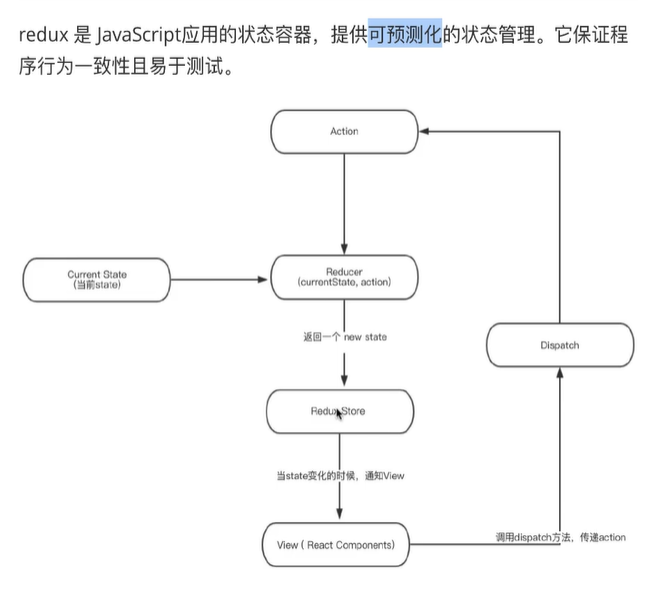 redux 是 JavaScript应用的状态容器，提供可预测化的状态管理。它保证程
序行为一致性且易于测试。
Action
Current State
(当前state)
Reducer
(currentState, action)
返回一个 new state
Dispatch
Redux Store
当state变化的时候，通知View
View ( React Components)
调用dispatch方法，传递action